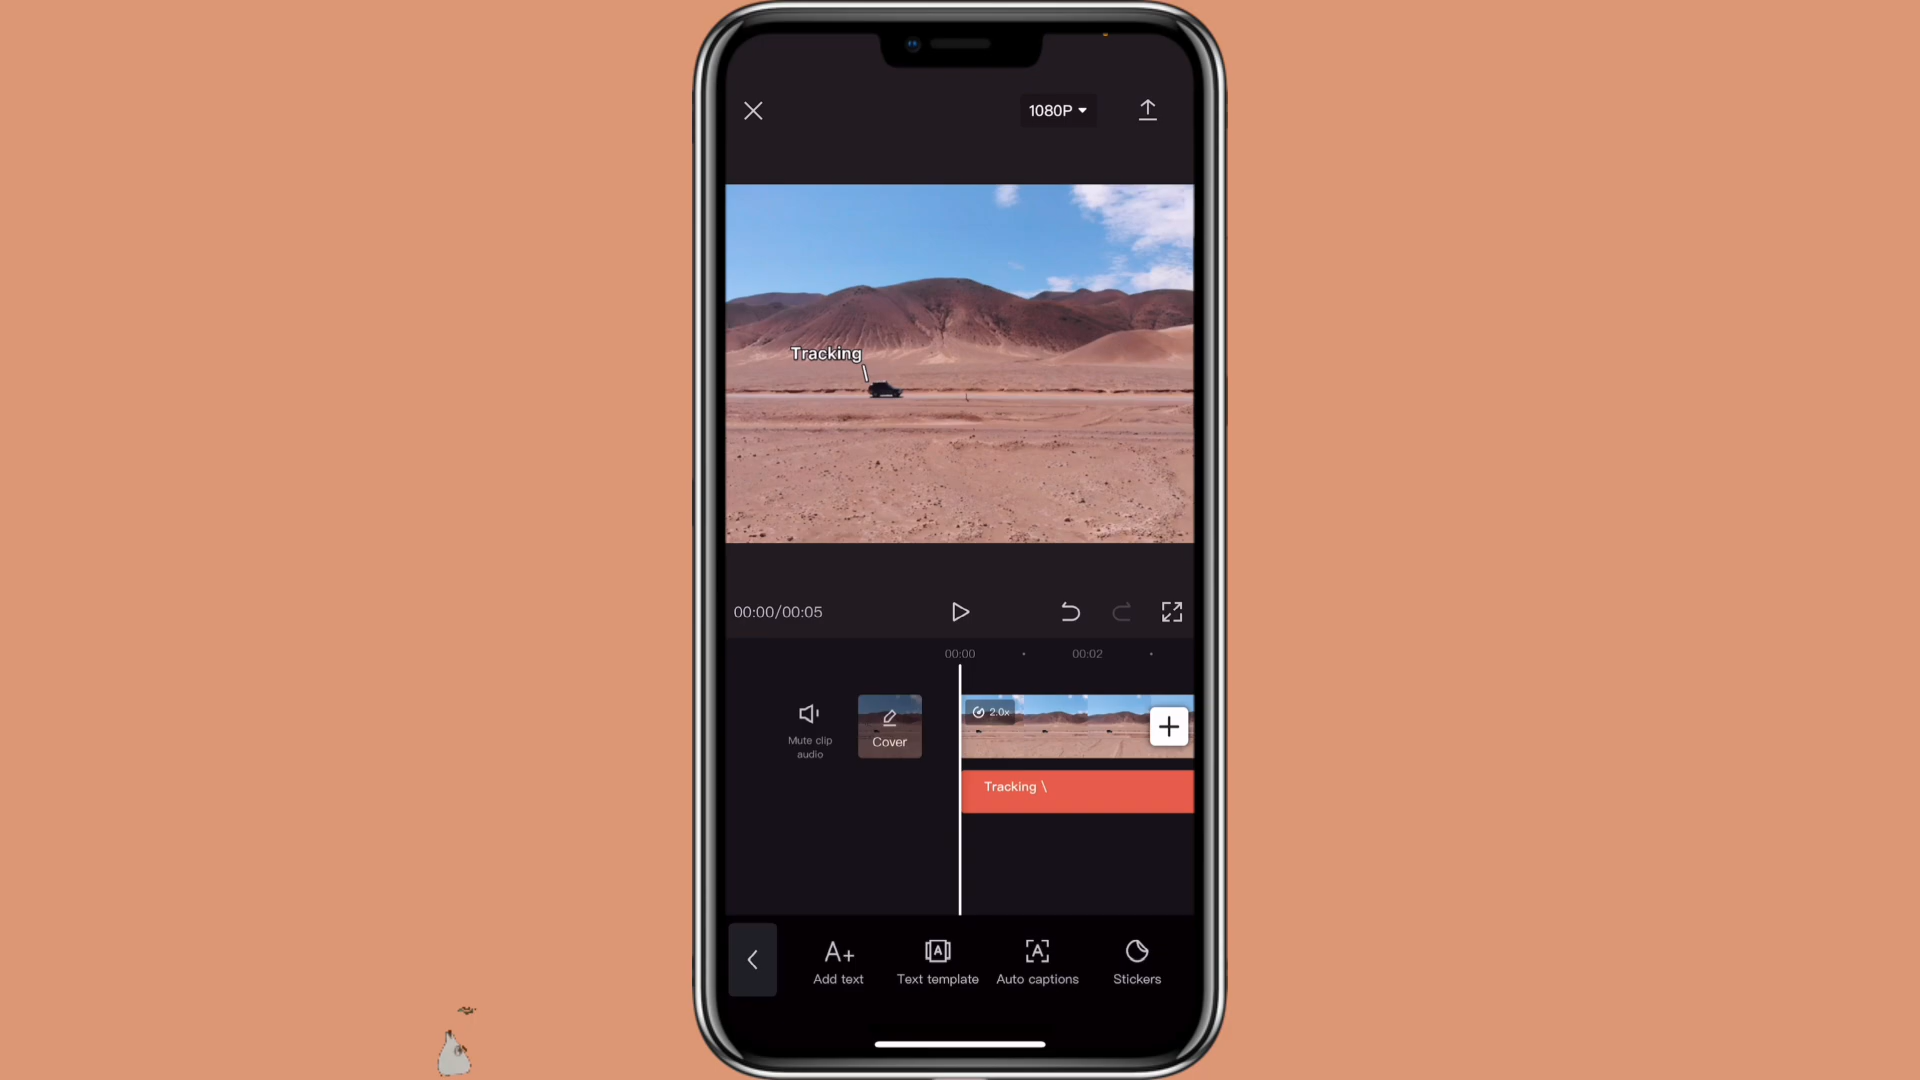 1080P
Tracking
\
00:00/00:05
00:00
00:02
Mute clip
audio
Cover
2.0x
Tracking \
A+
Add text
A
Text template
A
Auto captions
Stickers